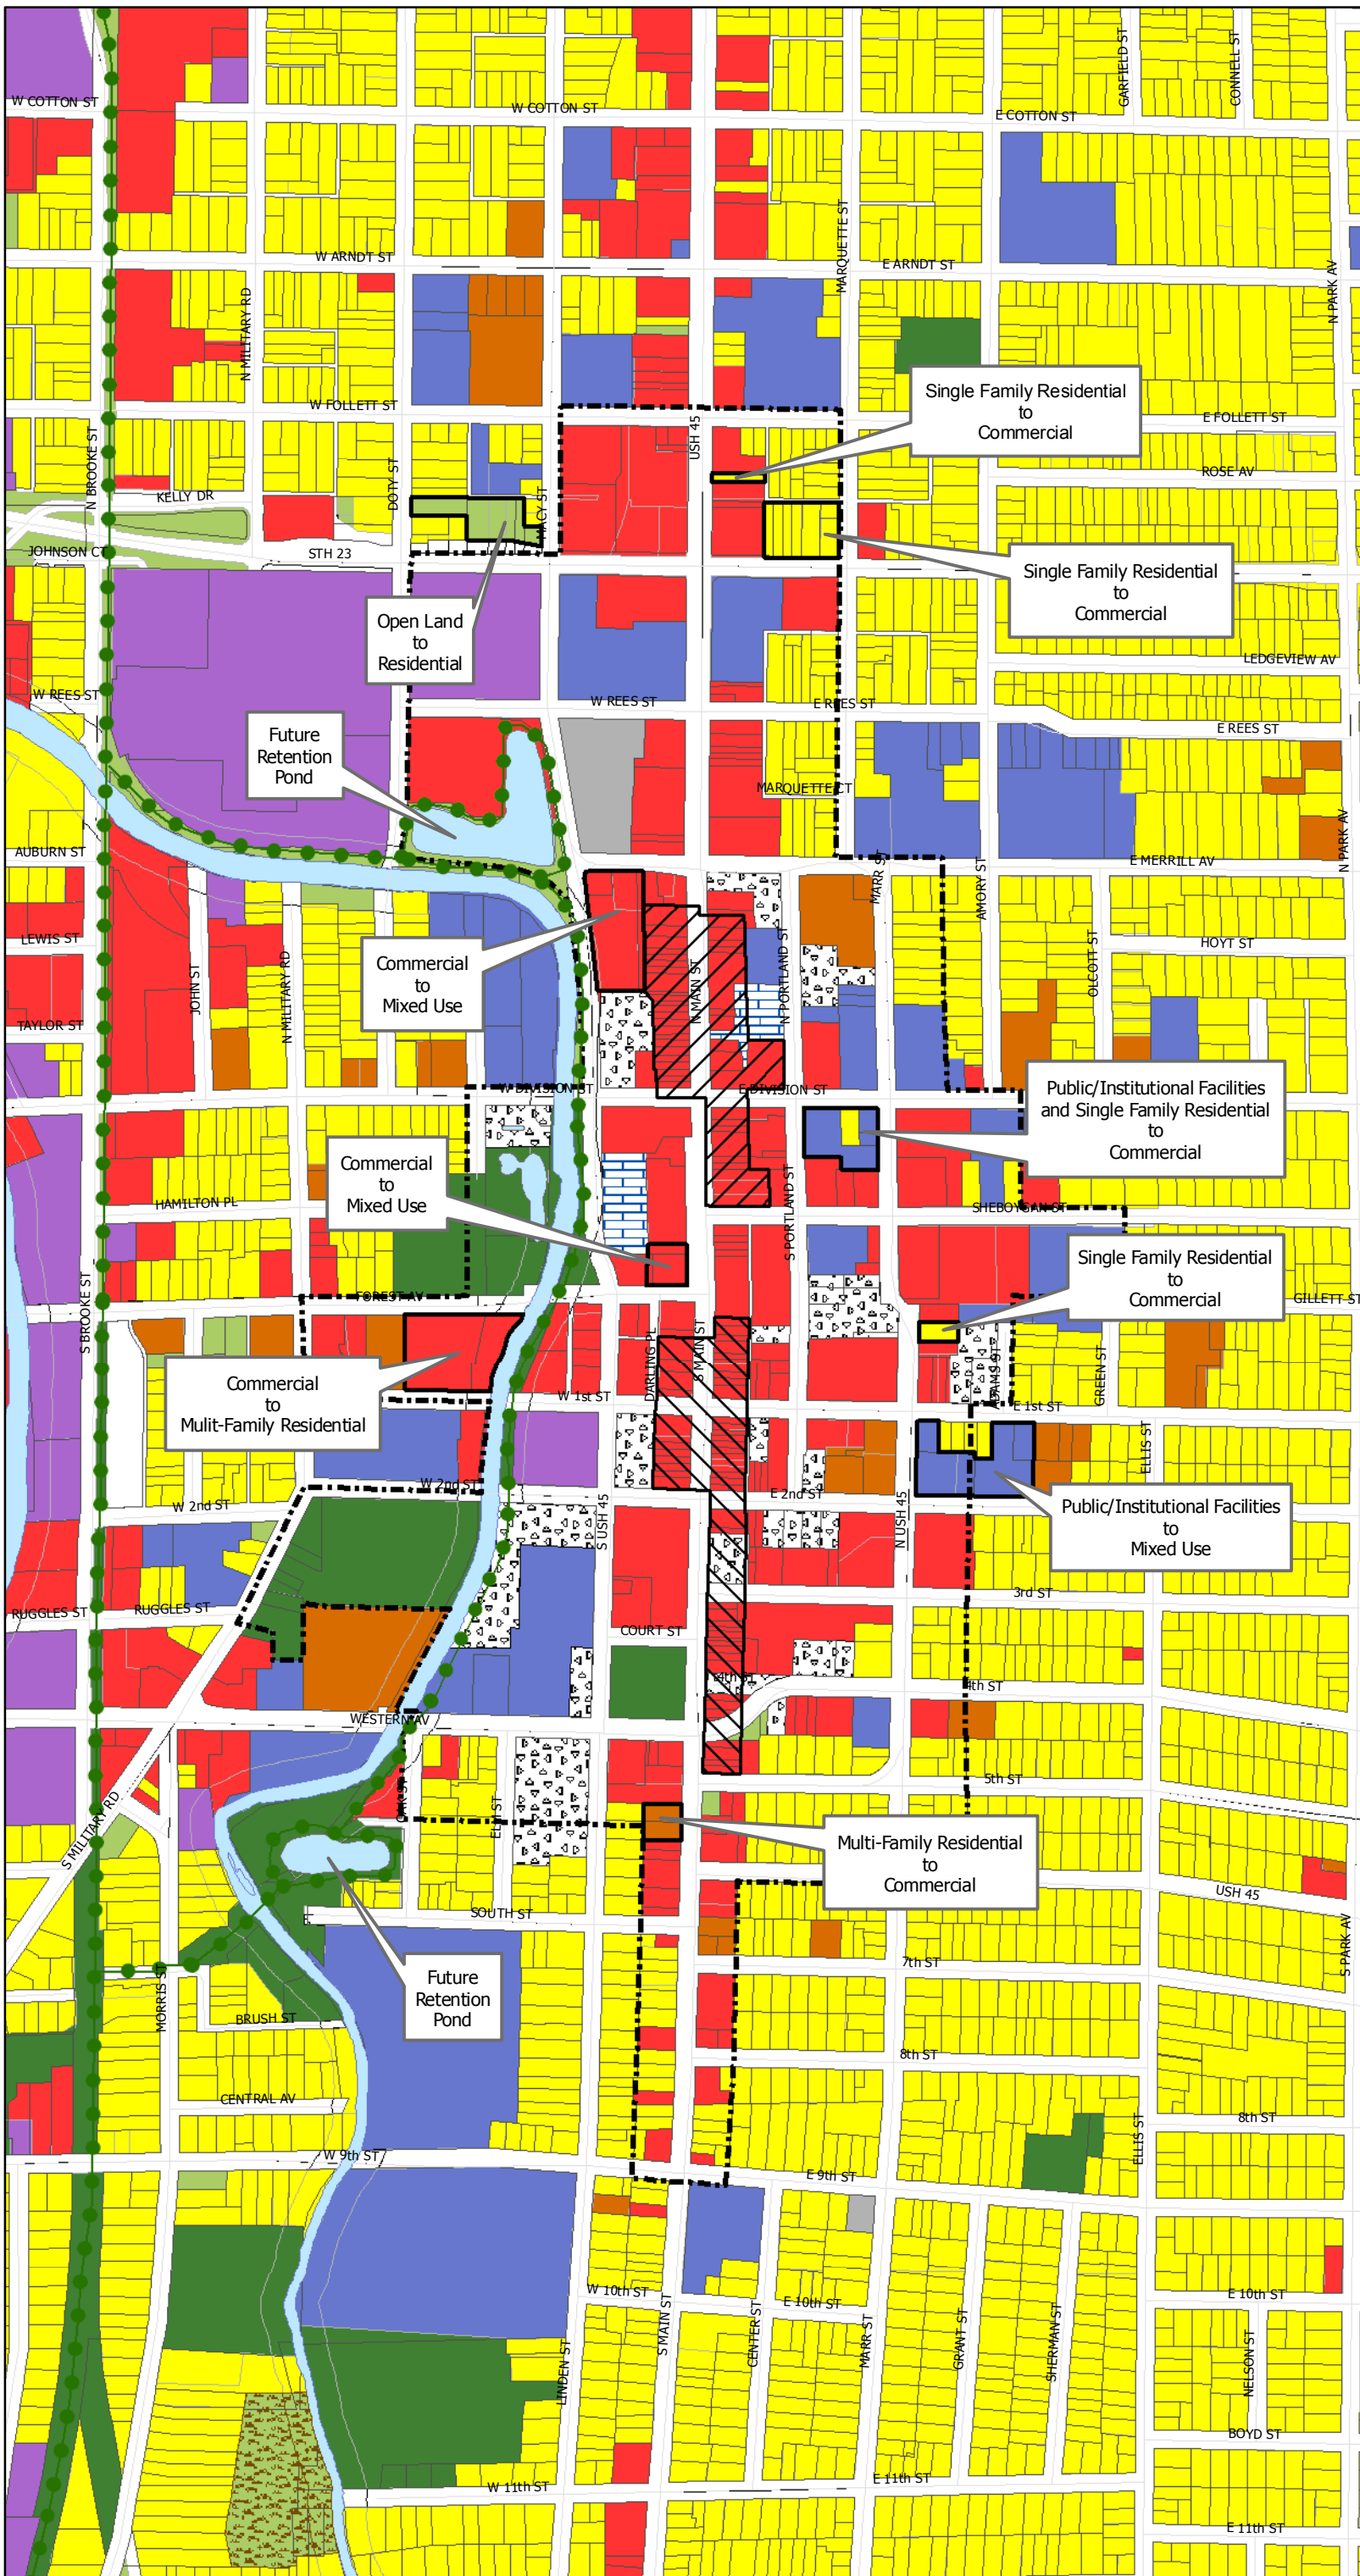 GARFIELD ST
CONNELL ST
W COTTON ST
W COTTON ST
E COTTON ST
MARQUETTE ST
W ARNDT ST
E ARNDT ST
N MILITARY RD
N PARK AV
Single Family Residential
to
Commercial
W FOLLETT ST
USH 45
E FOLLETT ST
N BROOKE ST
DOTY ST
ROSE AV
KELLY DR
MACY ST
JOHNSON CT
STH 23
Single Family Residential
to
Commercial
Open Land
to
Residential
LEDGEVIEW AV
W REES ST
W REES ST
E REES ST
E REES ST
Future
Retention
Pond
MARQUETTE CT
N PARK AV
AUBURN ST
E MERRILL AV
MARR ST
AMORY ST
LEWIS ST
HOYT ST
Commercial
to
Mixed Use
JOHN ST
N MILITARY RD
N MAIN ST
N PORTLAND ST
OLCOTT ST
TAYLOR ST
W DIVISION ST
E DIVISION ST
Public/Institutional Facilities
and Single Family Residential
to
Commercial
Commercial
to
Mixed Use
HAMILTON PL
S PORTLAND ST
SHEBOYGAN ST
Single Family Residential
to
Commercial
S BROOKE ST
FOREST AV
GILLETT ST
DARLING PL
S MAIN ST
ADAMS ST
GREEN ST
Commercial
to
Mulit-Family Residential
W 1st ST
E 1st ST
ELLIS ST
W 2nd ST
W 2nd ST
S USH 45
E 2nd ST
N USH 45
Public/Institutional Facilities
to
Mixed Use
RUGGLES ST
RUGGLES ST
3rd ST
COURT ST
E4th ST
4th ST
WESTERN AV
5th ST
OAK ST
ELM ST
S MILITARY RD
Multi-Family Residential
to
Commercial
USH 45
SOUTH ST
E
S PARK AV
7th ST
Future
Retention
Pond
MORRIS ST
BRUSH ST
8th ST
CENTRAL AV
8th ST
ELLIS ST
W 9th ST
E 9th ST
W 10th ST
E 10th ST
E 10th ST
LINDEN ST
S MAIN ST
CENTER ST
MARR ST
GRANT ST
SHERMAN ST
NELSON ST
BOYD ST
W 11th ST
E 11th ST
E 11th ST